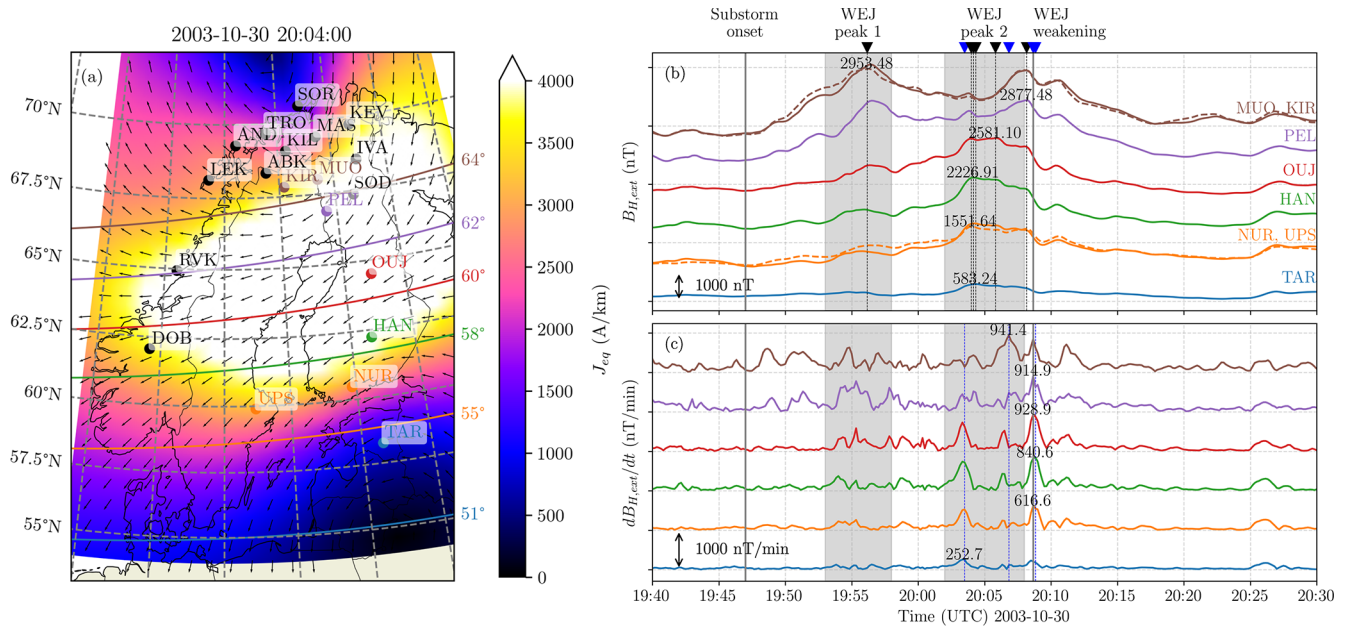 2003-10-30 20:04:00
(a)
70°N
67.5°N
65°N
62.5°N
60°N
57.5°N
55°N
SOR
KEV
TRO
MAS
AND
KIL
IVA
ABK
LEK
MUO
KIR
SOD
PEL
RVK
OUJ
HAN
DOB
NUR
UPS
TAR
64°
62°
60°
58°
55°
51°
4000
3500
3000
2500
2000
1500
1000
500
0
J_eq (A/km)
Substorm
onset
WEJ
peak 1
WEJ
peak 2
WEJ
weakening
(b)
B_H,ext (nT)
2953.48
2877.48
2581.10
2226.91
1551.64
583.24
1000 nT
MUO, KIR
PEL
OUJ
HAN
NUR, UPS
TAR
(c)
dB_H,ext/dt (nT/min)
941.4
914.9
928.9
840.6
616.6
252.7
1000 nT/min
19:40
19:45
19:50
19:55
20:00
20:05
20:10
20:15
20:20
20:25
20:30
Time (UTC) 2003-10-30